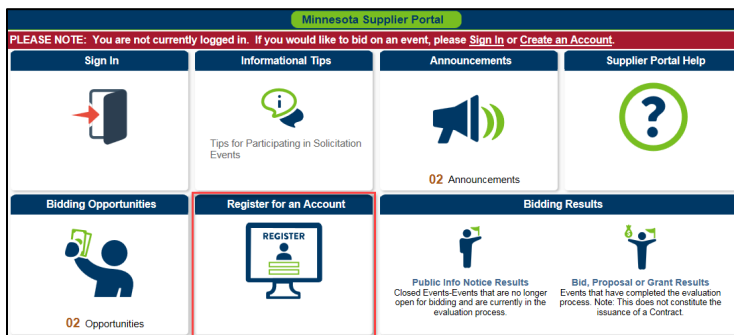 Minnesota Supplier Portal
PLEASE NOTE: You are not currently logged in. If you would like to bid on an event, please Sign In or Create an Account.
Sign In
Informational Tips
Tips for Participating in Solicitation
Events
Announcements
02 Announcements
Supplier Portal Help
?
Bidding Opportunities
02 Opportunities
Register for an Account
REGISTER
Bidding Results
Public Info Notice Results
Closed Events-Events that are no longer
open for bidding and are currently in the
evaluation process.
Bid, Proposal or Grant Results
Events that have completed the evaluation
process. Note: This does not constitute the
issuance of a Contract.